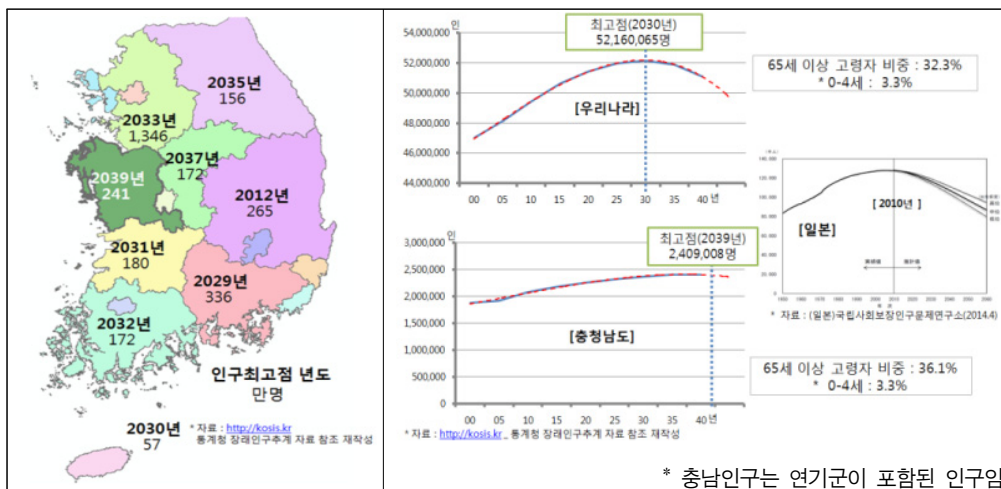 2035년
156
2033년
1,346
2037년
172
2039년
241
2012년
265
2031년
180
2029년
336
2032년
172
인구최고점 년도
만명
2030년
57
* 자료 : http://kosis.kr
통계청 장래인구추계 자료 참조 재작성
인
최고점(2030년)
52,160,065명
54,000,000
52,000,000
50,000,000
48,000,000
46,000,000
44,000,000
[우리나라]
00 05 10 15 20 25 30 35 40 년
65세 이상 고령자 비중 : 32.3%
* 0-4세 : 3.3%
최고점(2039년)
2,409,008명
3,000,000
2,500,000
2,000,000
1,500,000
1,000,000
500,000
0
[충청남도]
00 05 10 15 20 25 30 35 40 년
* 자료 : http://kosis.kr _ 통계청 장래인구추계 자료 참조 재작성
[ 2010년 ]
[일본]
* 자료 : (일본)국립사회보장인구문제연구소(2014.4)
65세 이상 고령자 비중 : 36.1%
* 0-4세 : 3.3%
* 충남인구는 연기군이 포함된 인구임